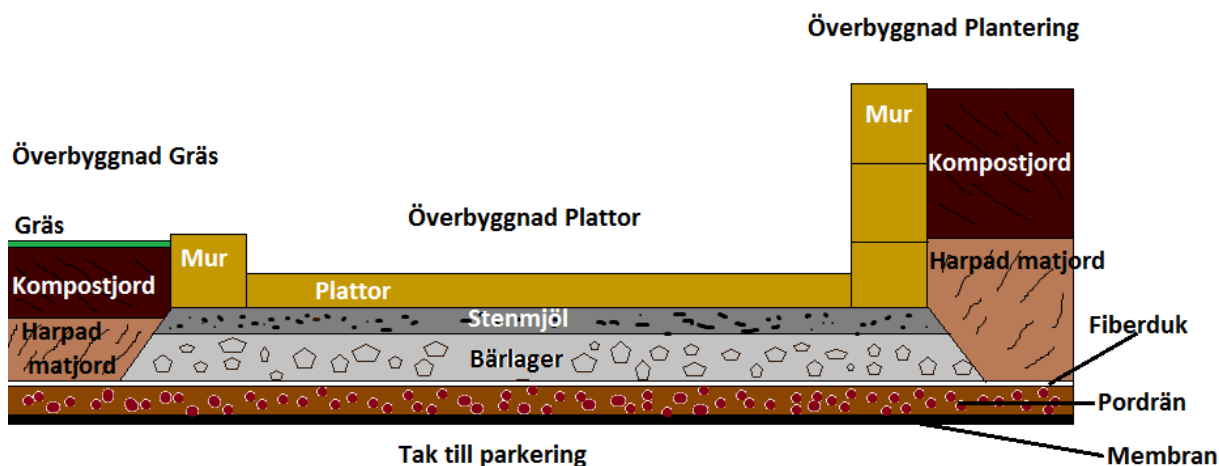 Överbyggnad Plantering
Mur
Kompostjord
Överbyggnad Gräs
Överbyggnad Plattor
Gräs
Mur
Harpad matjord
Kompostjord
Plattor
Stenmjöl
Fiberduk
Harpad
matjord
Bärlager
Pordrän
Tak till parkering
Membran